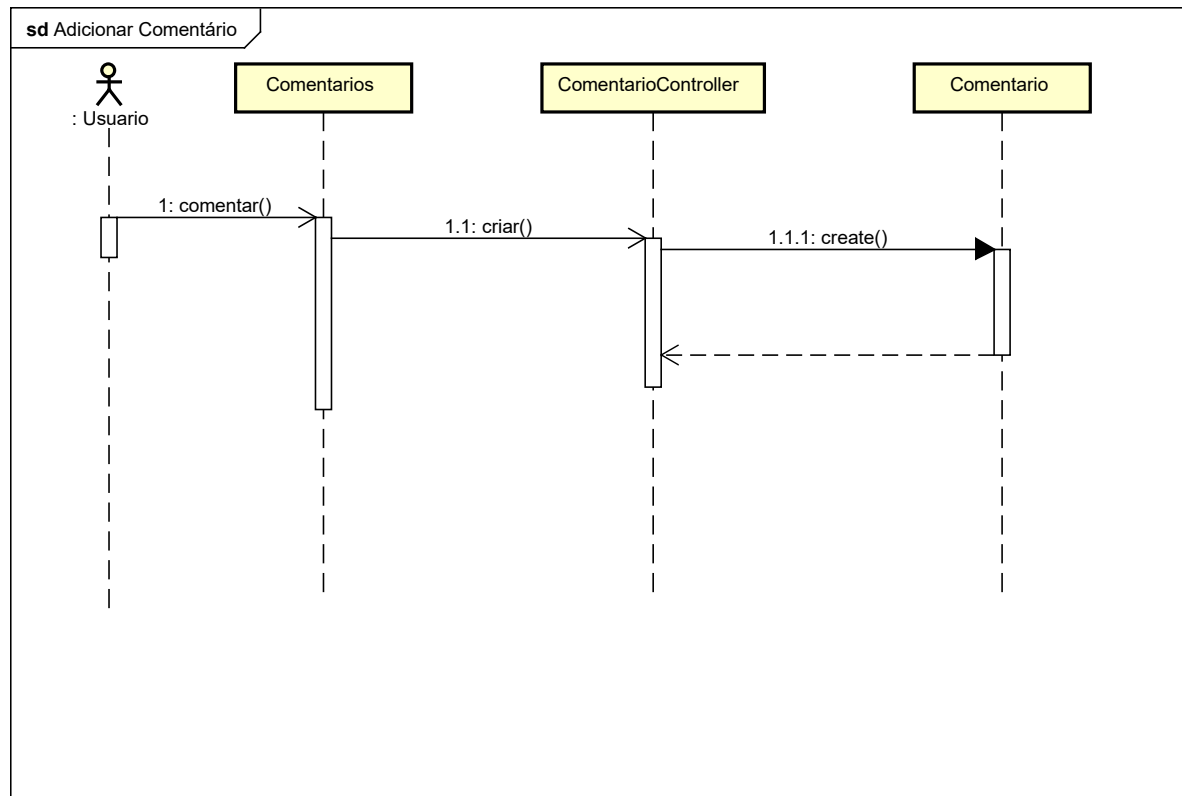 sd Adicionar Comentário
: Usuario
Comentarios
ComentarioController
Comentario
1: comentar()
1.1: criar()
1.1.1: create()